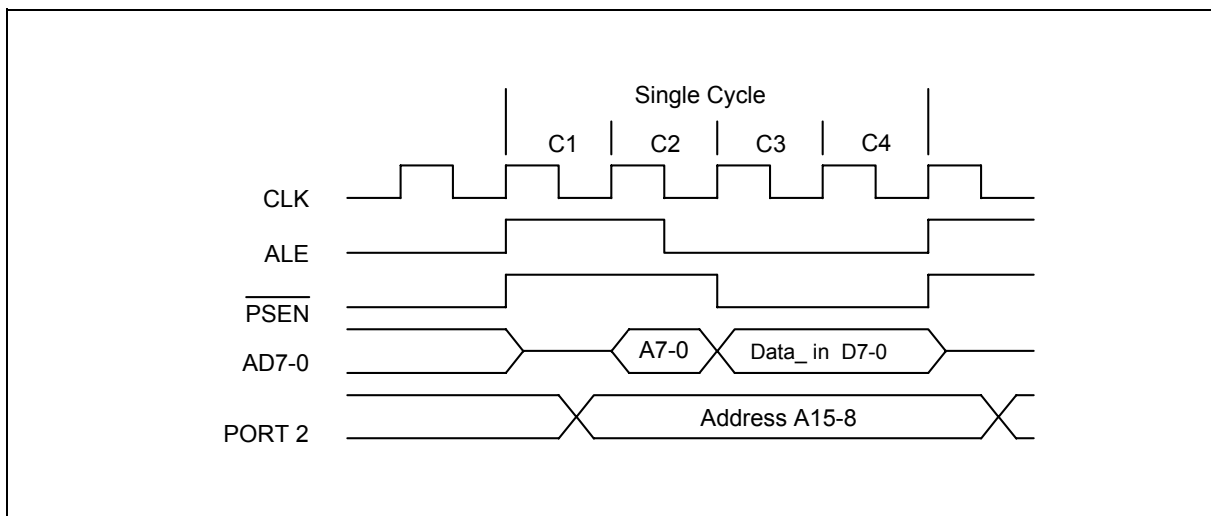 Single Cycle
C1 C2 C3 C4
CLK
ALE
PSEN
A7-0 Data_ in D7-0
AD7-0
Address A15-8
PORT 2